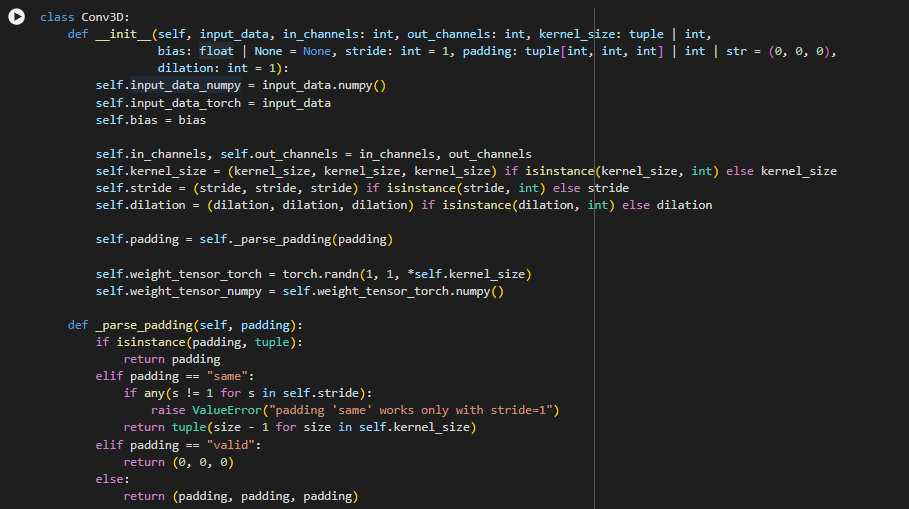 class Conv3D:
    def __init__(self, input_data, in_channels: int, out_channels: int, kernel_size: tuple | int,
                 bias: float | None = None, stride: int = 1, padding: tuple[int, int, int] | int | str = (0, 0, 0),
                 dilation: int = 1):
        self.input_data_numpy = input_data.numpy()
        self.input_data_torch = input_data
        self.bias = bias

        self.in_channels, self.out_channels = in_channels, out_channels
        self.kernel_size = (kernel_size, kernel_size, kernel_size) if isinstance(kernel_size, int) else kernel_size
        self.stride = (stride, stride, stride) if isinstance(stride, int) else stride
        self.dilation = (dilation, dilation, dilation) if isinstance(dilation, int) else dilation

        self.padding = self._parse_padding(padding)

        self.weight_tensor_torch = torch.randn(1, 1, *self.kernel_size)
        self.weight_tensor_numpy = self.weight_tensor_torch.numpy()

    def _parse_padding(self, padding):
        if isinstance(padding, tuple):
            return padding
        elif padding == "same":
            if any(s != 1 for s in self.stride):
                raise ValueError("padding 'same' works only with stride=1")
            return tuple(size - 1 for size in self.kernel_size)
        elif padding == "valid":
            return (0, 0, 0)
        else:
            return (padding, padding, padding)